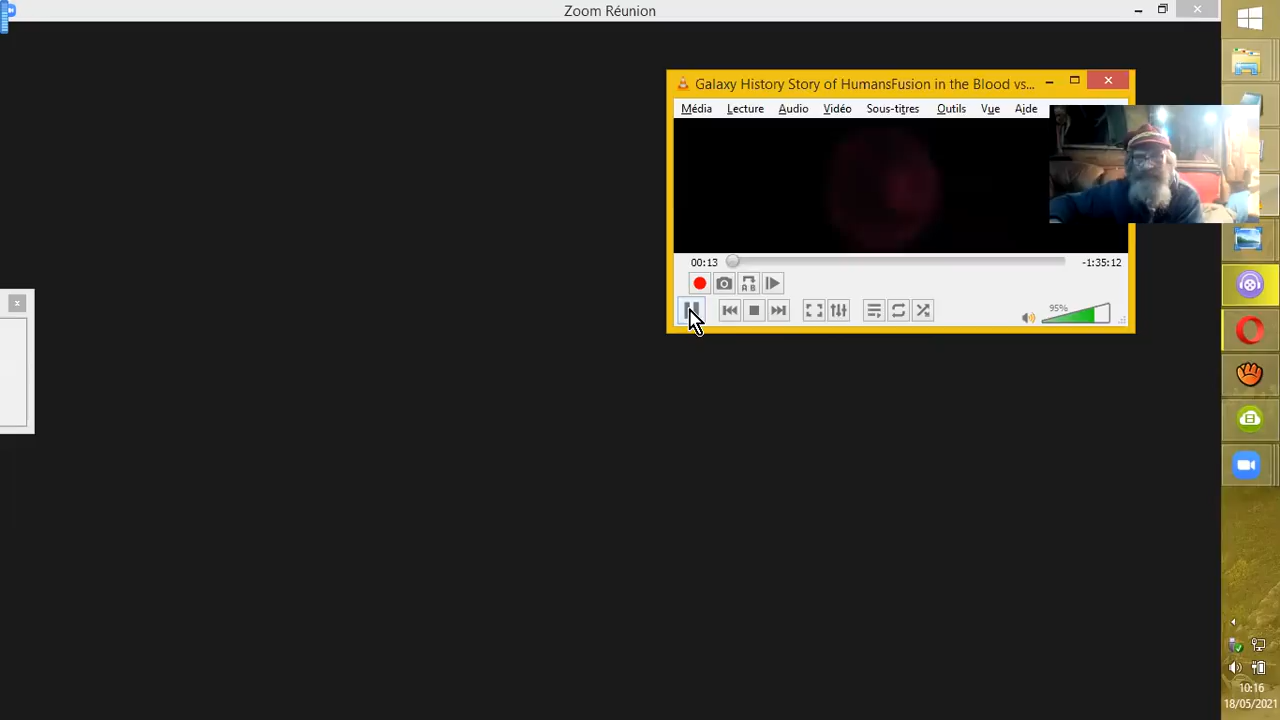 Zoom Réunion
Galaxy History Story of HumansFusion in the Blood vs...
Média Lecture Audio Vidéo Sous-titres Outils Vue Aide
00:13 -1:35:12
A B
95%
10:16
18/05/2021